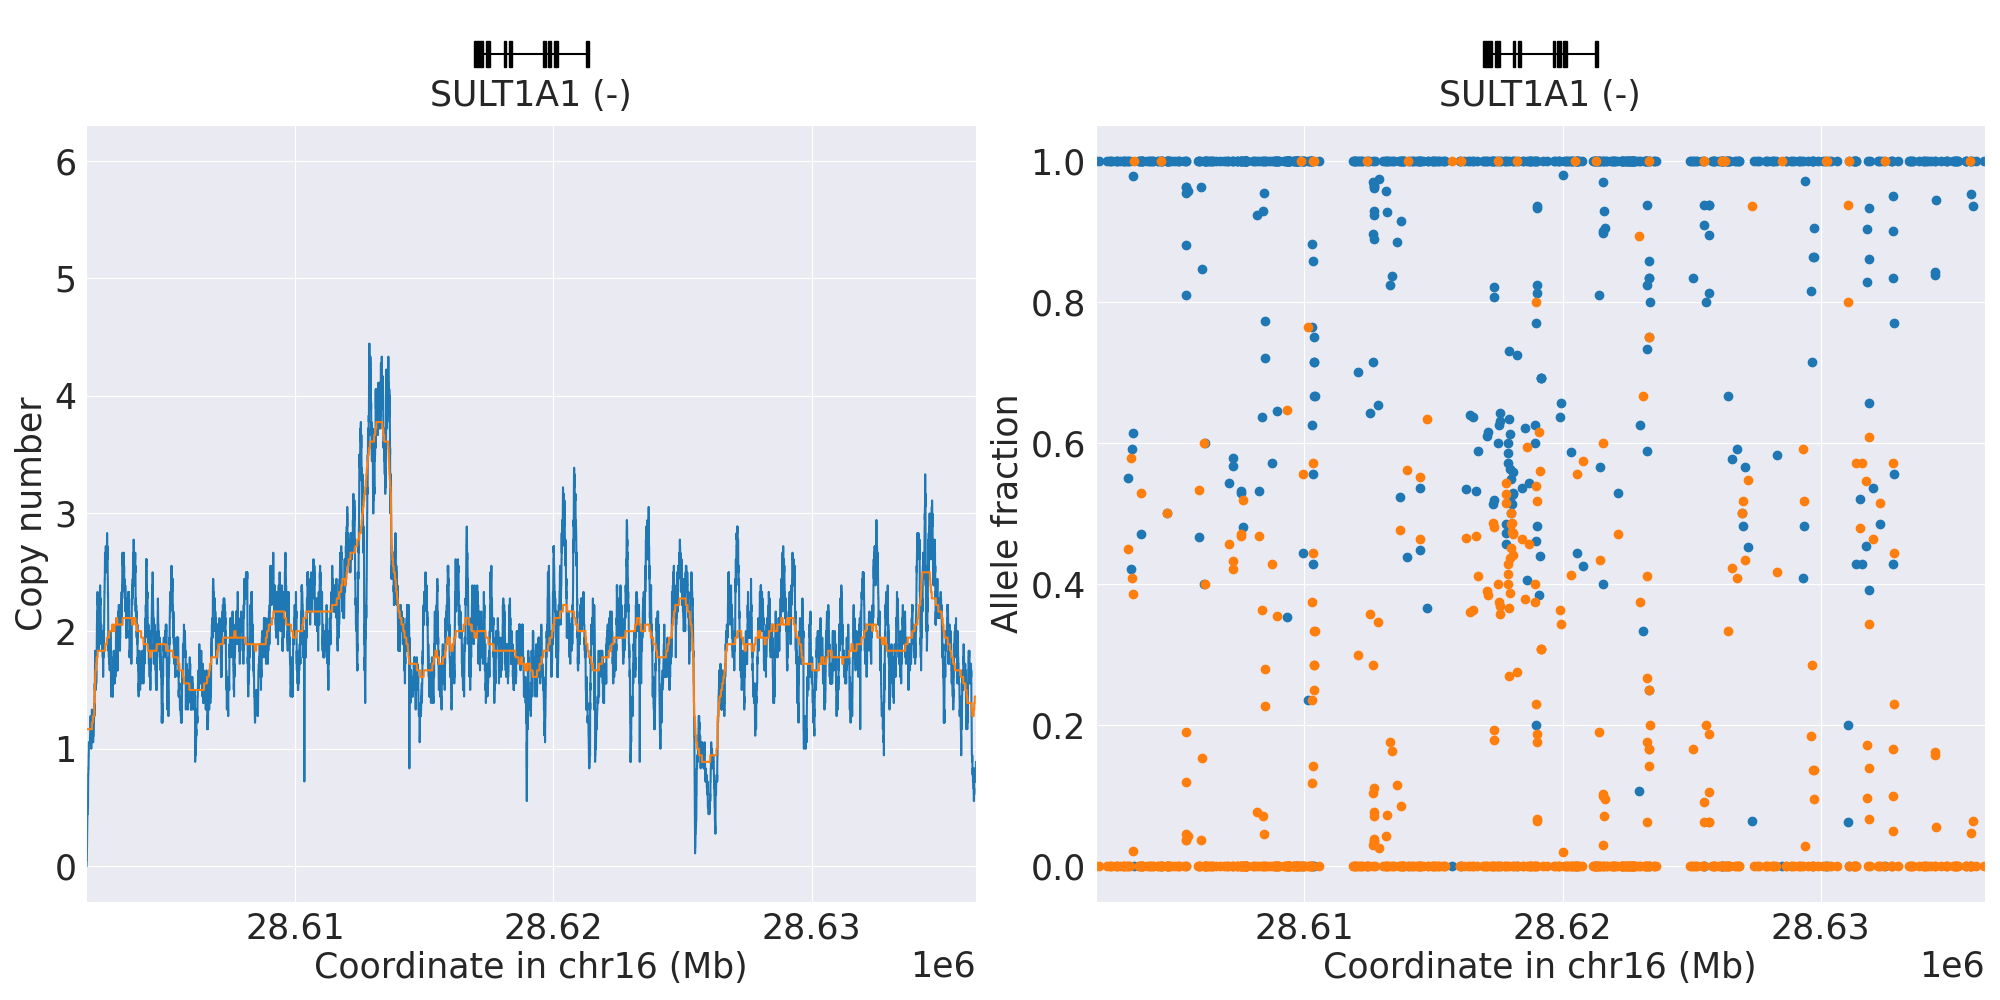 SULT1A1 (-)
6
5
4
3
2
1
0
Copy number
28.61
28.62
28.63
Coordinate in chr16 (Mb)
1e6
SULT1A1 (-)
1.0
0.8
0.6
0.4
0.2
0.0
Allele fraction
28.61
28.62
28.63
Coordinate in chr16 (Mb)
1e6